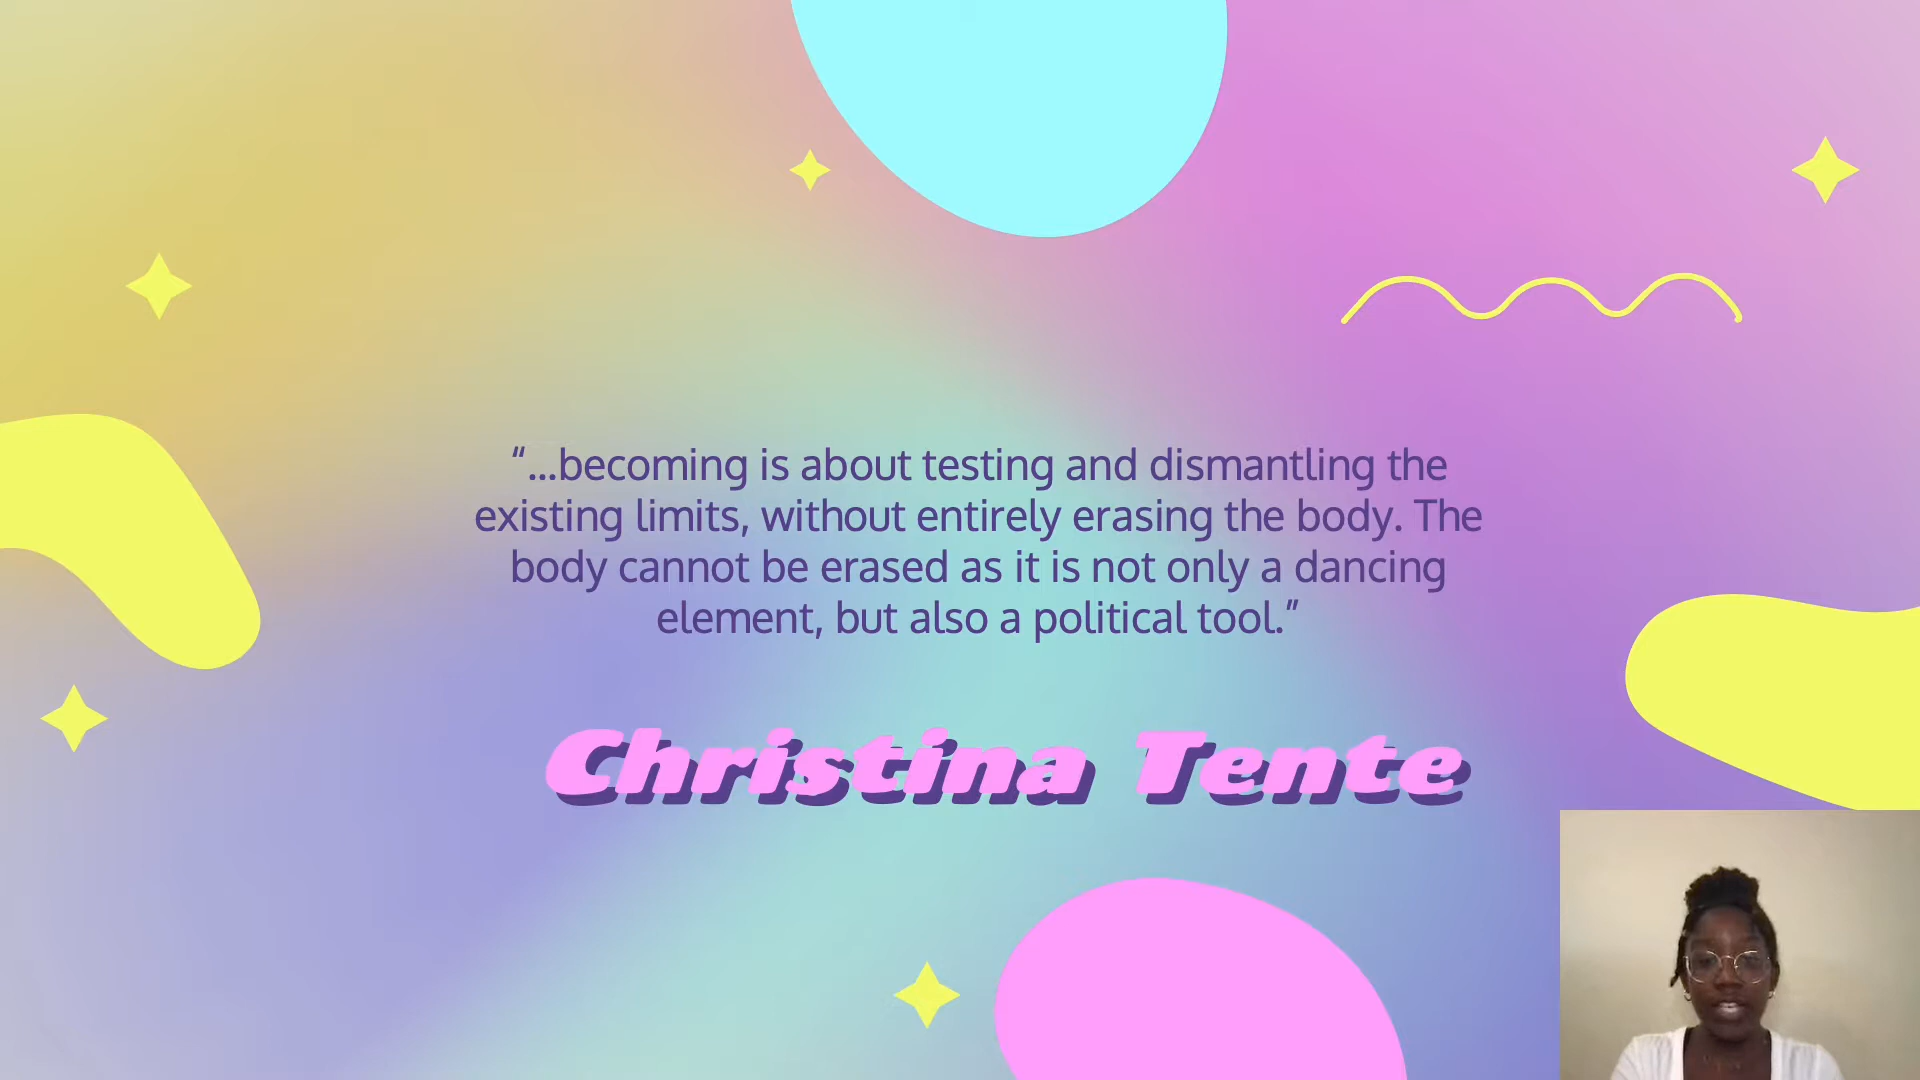 “...becoming is about testing and dismantling the
existing limits, without entirely erasing the body. The
body cannot be erased as it is not only a dancing
element, but also a political tool.”
Christina Tente